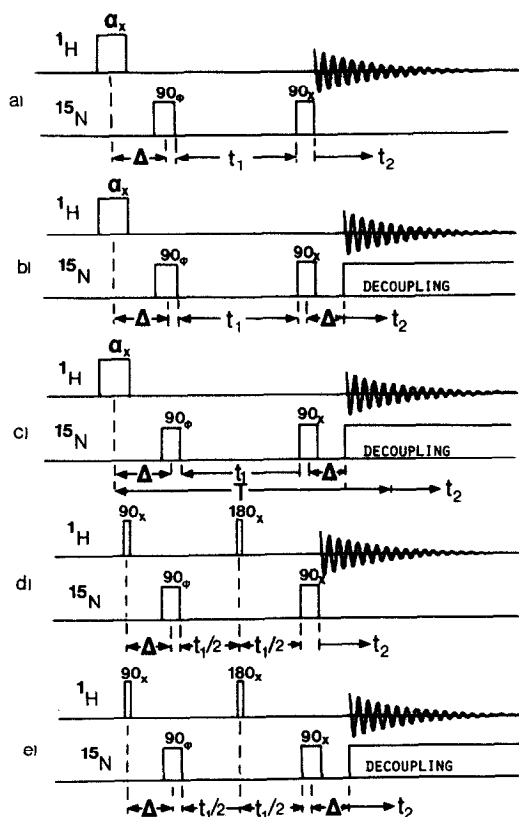 αx
¹H
90φ 90x
a) ¹⁵N
Δ t₁ t₂
αx
¹H
90φ 90x
b) ¹⁵N DECOUPLING
Δ t₁ Δ t₂
αx
¹H
90φ 90x
c) ¹⁵N DECOUPLING
Δ t₁ Δ
T t₂
90x 180x
¹H
90φ 90x
d) ¹⁵N
Δ t₁/2 t₁/2 t₂
90x 180x
¹H
90φ 90x
e) ¹⁵N DECOUPLING
Δ t₁/2 t₁/2 Δ t₂